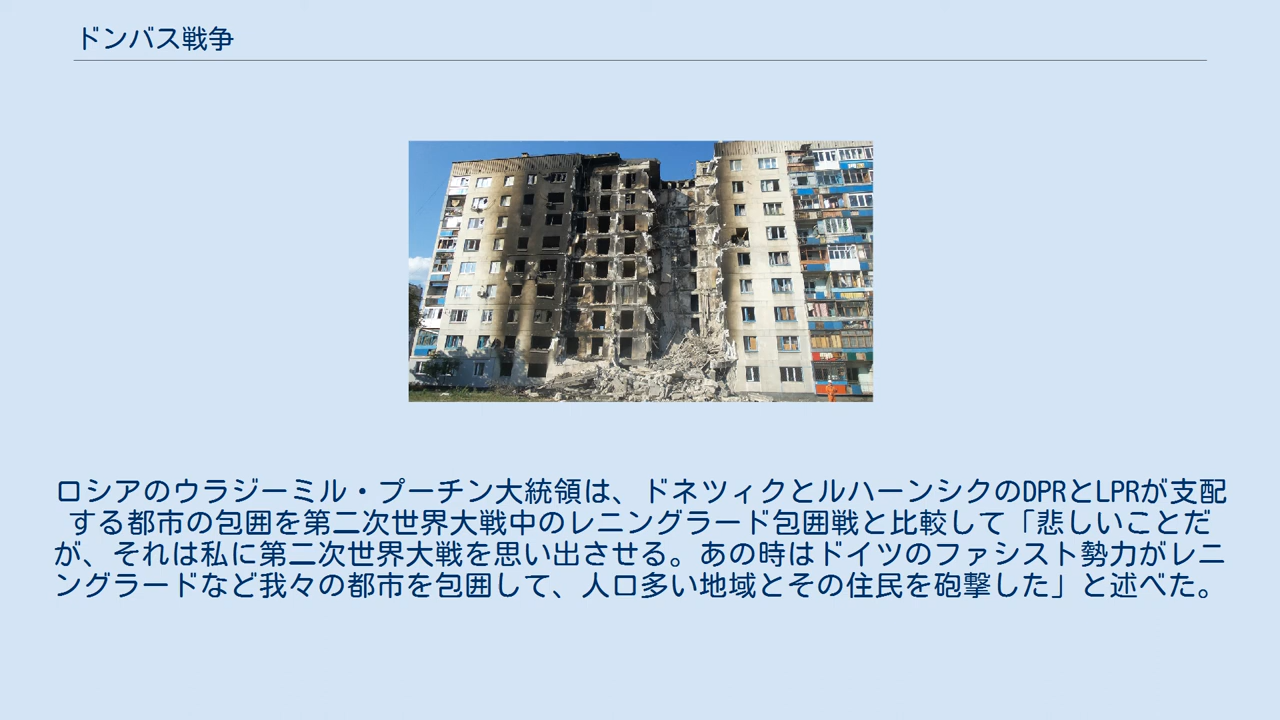 ドンバス戦争
ロシアのウラジーミル・プーチン大統領は、ドネツィクとルハーンシクのDPRとLPRが支配
する都市の包囲を第二次世界大戦中のレニングラード包囲戦と比較して「悲しいことだ
が、それは私に第二次世界大戦を思い出させる。あの時はドイツのファシスト勢力がレニ
ングラードなど我々の都市を包囲して、人口多い地域とその住民を砲撃した」と述べた。